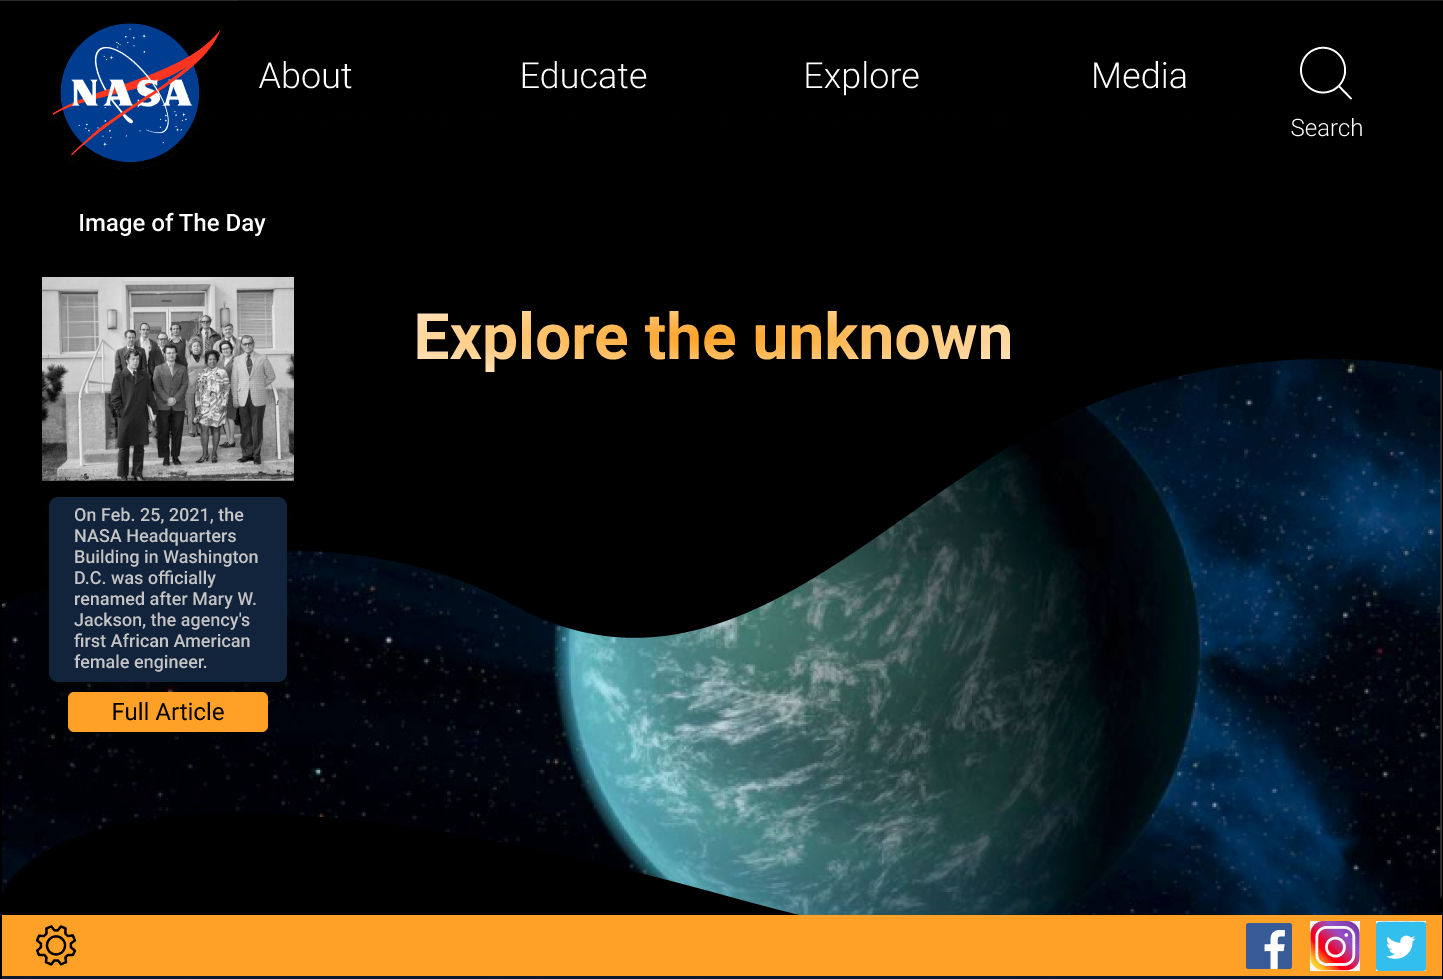 NASA
About
Educate
Explore
Media
Search
Image of The Day
Explore the unknown
On Feb. 25, 2021, the
NASA Headquarters
Building in Washington
D.C. was officially
renamed after Mary W.
Jackson, the agency's
first African American
female engineer.
Full Article